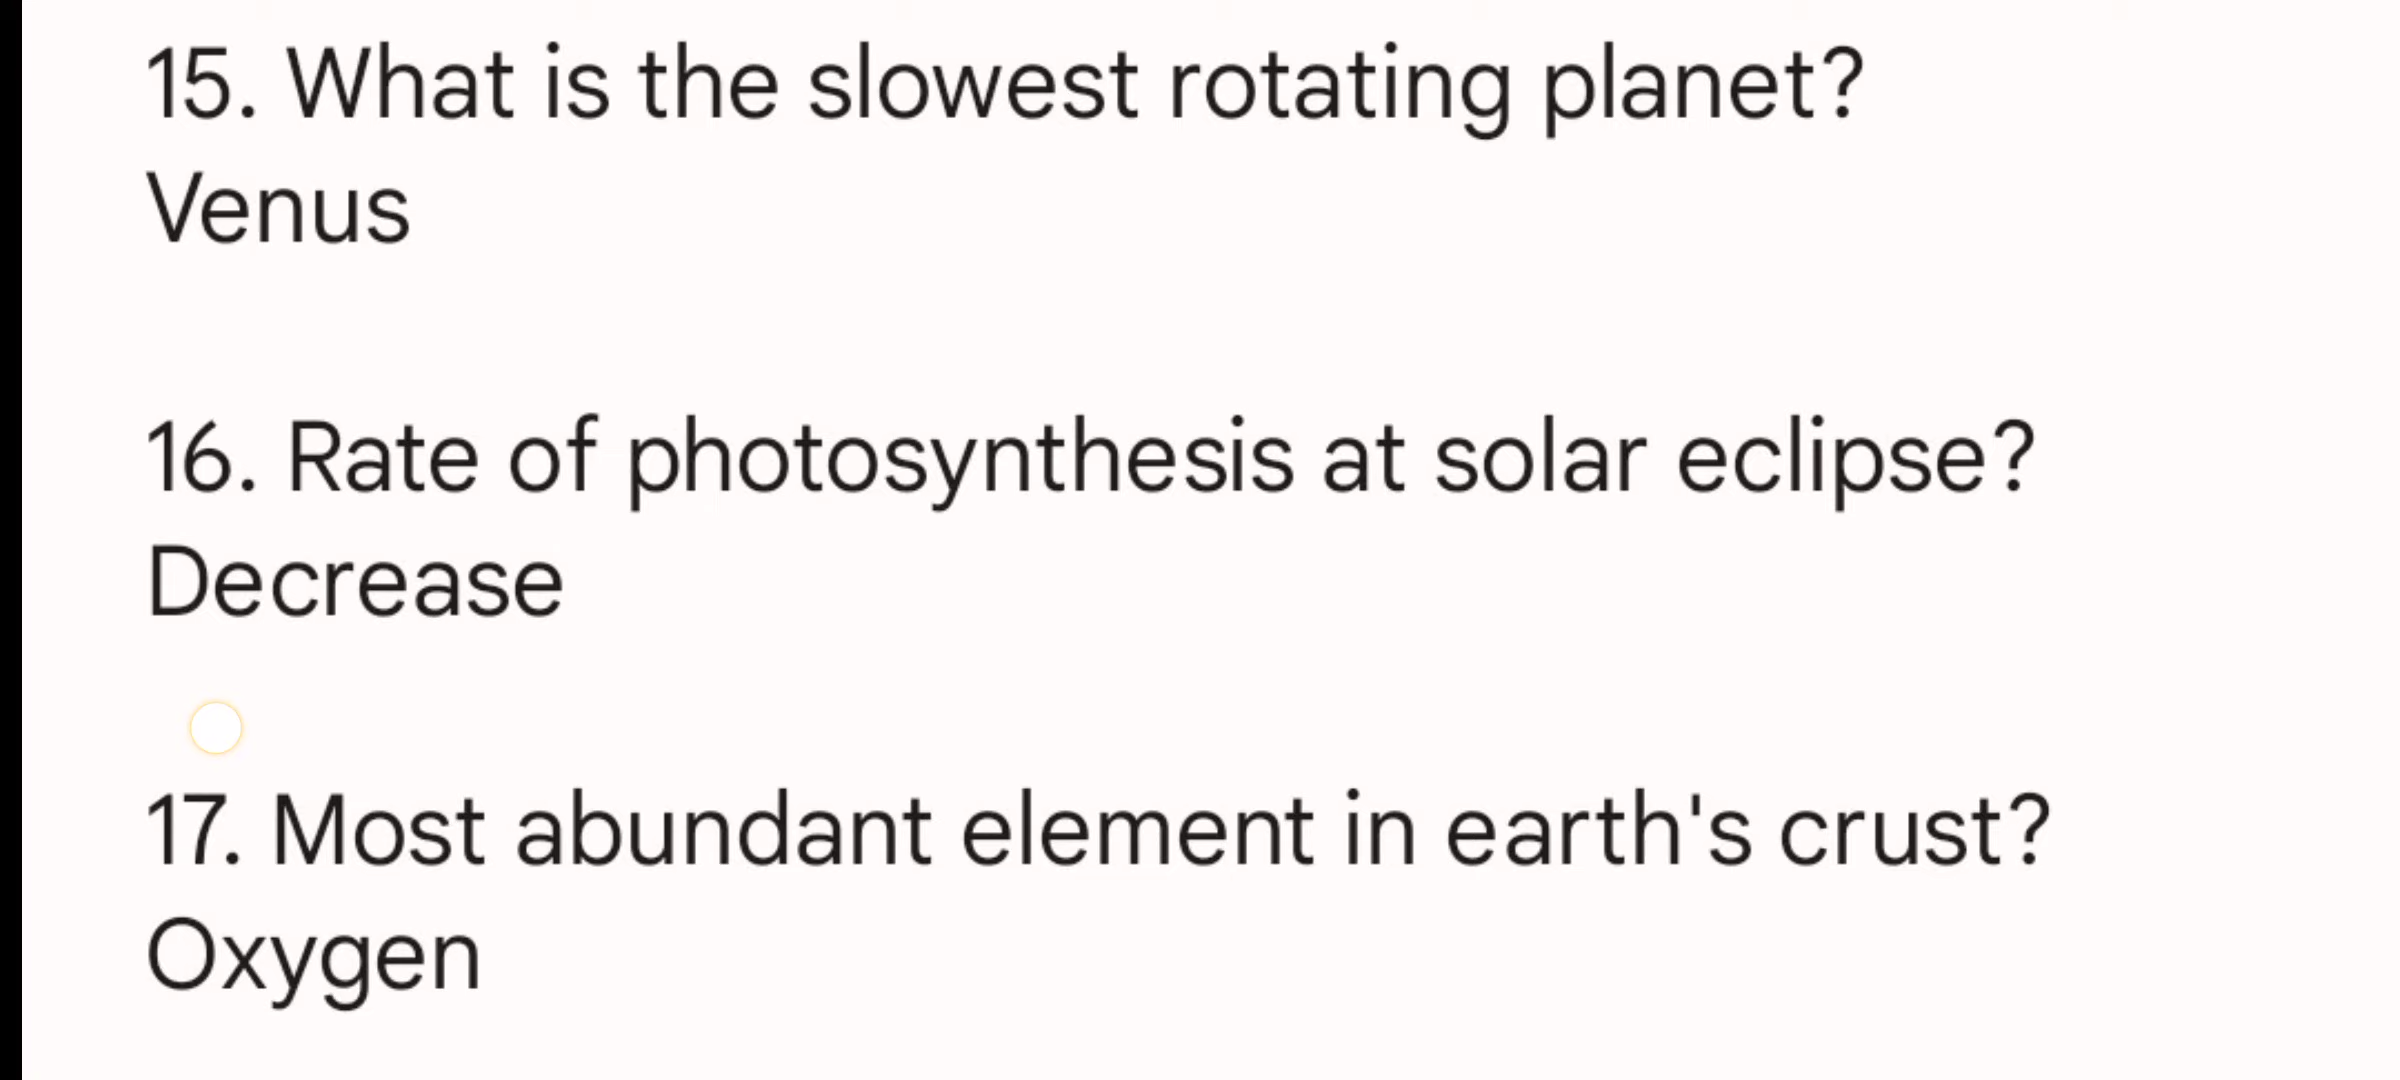 15. What is the slowest rotating planet?
Venus
16. Rate of photosynthesis at solar eclipse?
Decrease
17. Most abundant element in earth's crust?
Oxygen